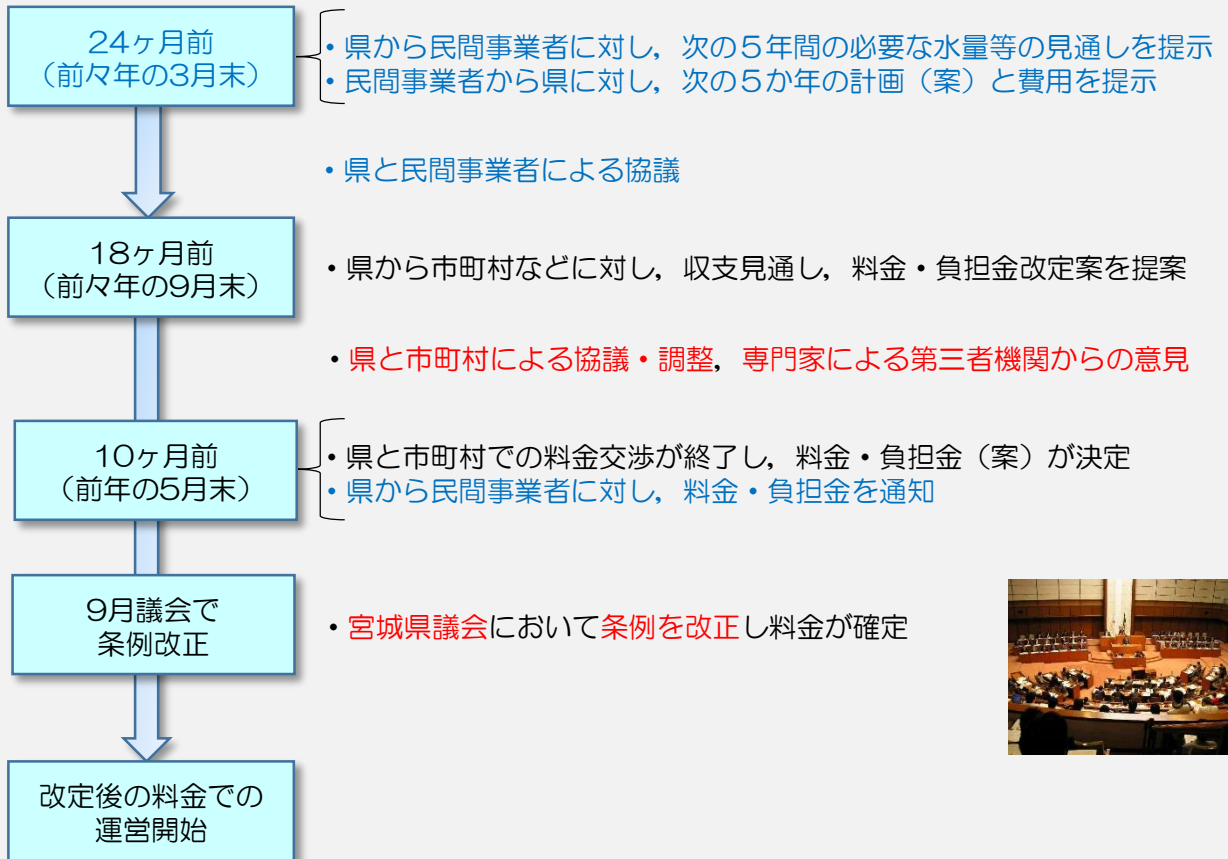 24ヶ月前
（前々年の3月末）
・県から民間事業者に対し，次の５年間の必要な水量等の見通しを提示
・民間事業者から県に対し，次の５か年の計画（案）と費用を提示
・県と民間事業者による協議
18ヶ月前
（前々年の9月末）
・県から市町村などに対し，収支見通し，料金・負担金改定案を提案
・県と市町村による協議・調整，専門家による第三者機関からの意見
10ヶ月前
（前年の5月末）
・県と市町村での料金交渉が終了し，料金・負担金（案）が決定
・県から民間事業者に対し，料金・負担金を通知
9月議会で
条例改正
・宮城県議会において条例を改正し料金が確定
改定後の料金での
運営開始